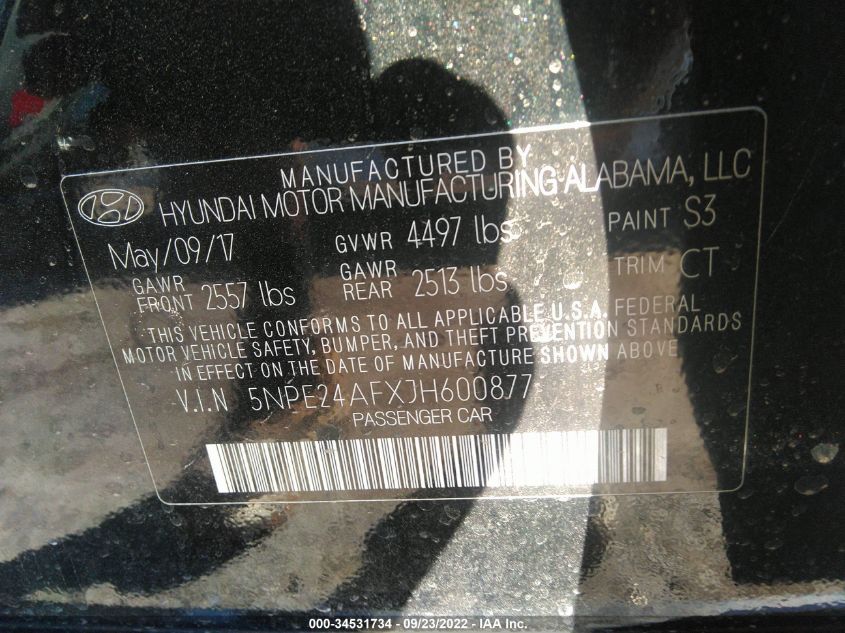 MANUFACTURED BY
HYUNDAI MOTOR MANUFACTURING ALABAMA, LLC
May/09/17 GVWR 4497 lbs PAINT S3
GAWR FRONT 2557 lbs GAWR REAR 2513 lbs TRIM CT
THIS VEHICLE CONFORMS TO ALL APPLICABLE U.S.A. FEDERAL
MOTOR VEHICLE SAFETY, BUMPER, AND THEFT PREVENTION STANDARDS
IN EFFECT ON THE DATE OF MANUFACTURE SHOWN ABOVE.
V.I.N 5NPE24AFXJH600877
PASSENGER CAR
000-34531734 - 09/23/2022 - IAA Inc.